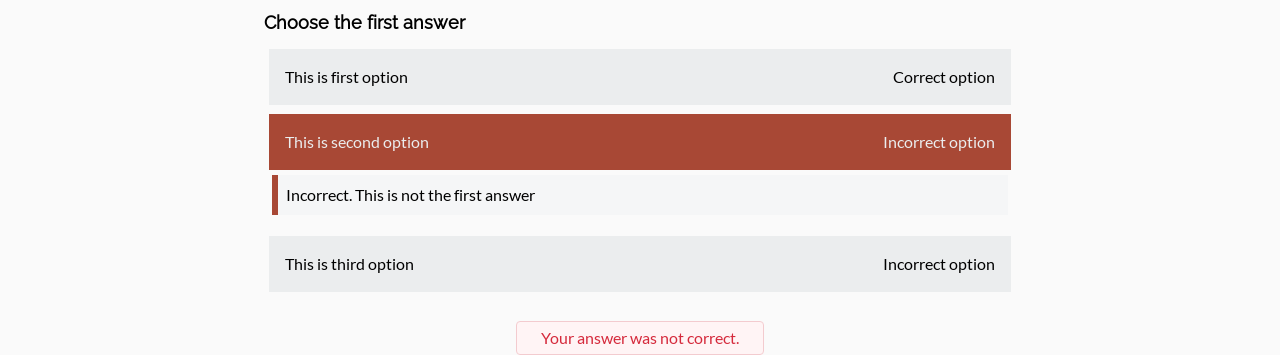 Choose the first answer
This is first option Correct option
This is second option Incorrect option
Incorrect. This is not the first answer
This is third option Incorrect option
Your answer was not correct.